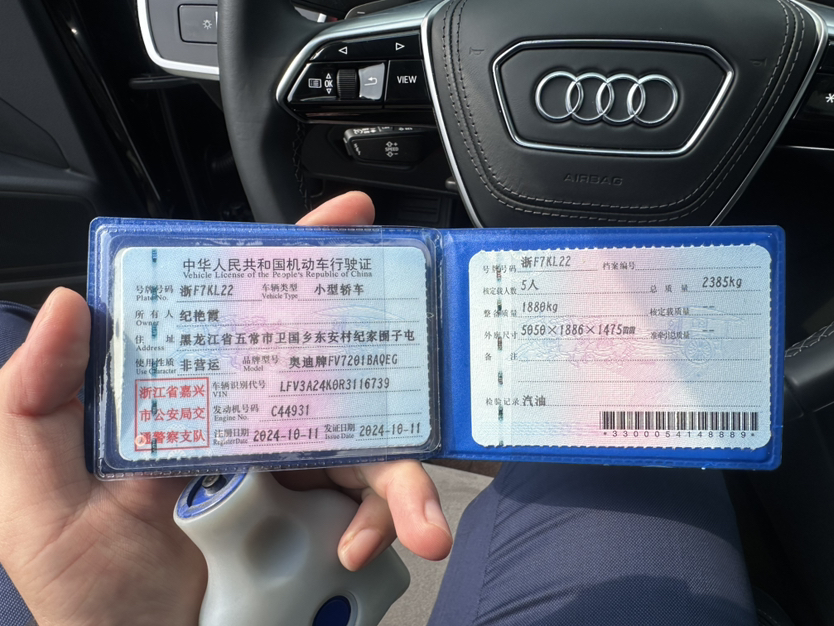 VIEW
OK
SPEED
AIRBAG
中华人民共和国机动车行驶证
Vehicle License of the People's Republic of China
号牌号码 浙F7KL22 车辆类型 小型轿车
Plate No. Vehicle Type
所有人 纪艳霞
Owner
住址 黑龙江省五常市卫国乡东安村纪家圈子屯
Address
使用性质 非营运 品牌型号 奥迪牌FV7201BAQEG
Use Character Model
浙江省嘉兴
市公安局交
通警察支队
车辆识别代号 LFV3A24K0R3116739
VIN
发动机号码 C44931
Engine No.
注册日期 2024-10-11 发证日期 2024-10-11
Register Date Issue Date
号牌号码 浙F7KL22 档案编号
核定载人数 5人 总质量 2385kg
整备质量 1880kg 核定载质量 --
外廓尺寸 5050×1886×1475mm 准牵引总质量 --
备注
检验记录 汽油
*3300054148889*